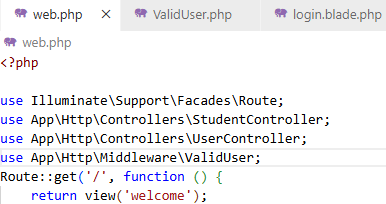 web.php × ValidUser.php login.blade.php
web.php
<?php
use Illuminate\Support\Facades\Route;
use App\Http\Controllers\StudentController;
use App\Http\Controllers\UserController;
use App\Http\Middleware\ValidUser;
Route::get('/', function () {
    return view('welcome');